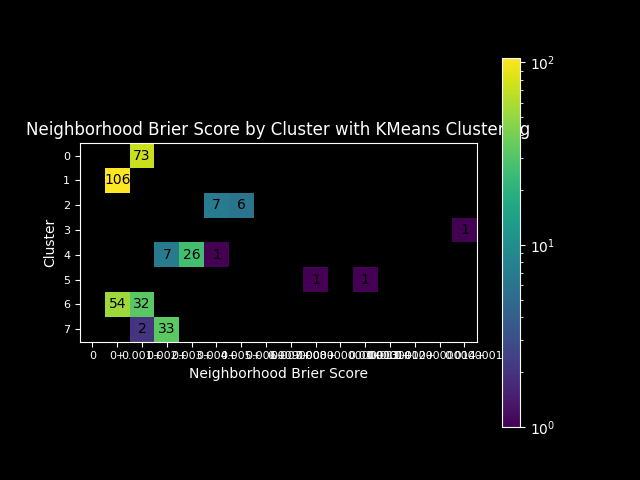 Neighborhood Brier Score by Cluster with KMeans Clustering
10²
0 73
1 106
2 7 6
3 1
10¹
4 7 26 1
5 1 1
6 54 32
7 2 33
10⁰
0
Cluster
Neighborhood Brier Score